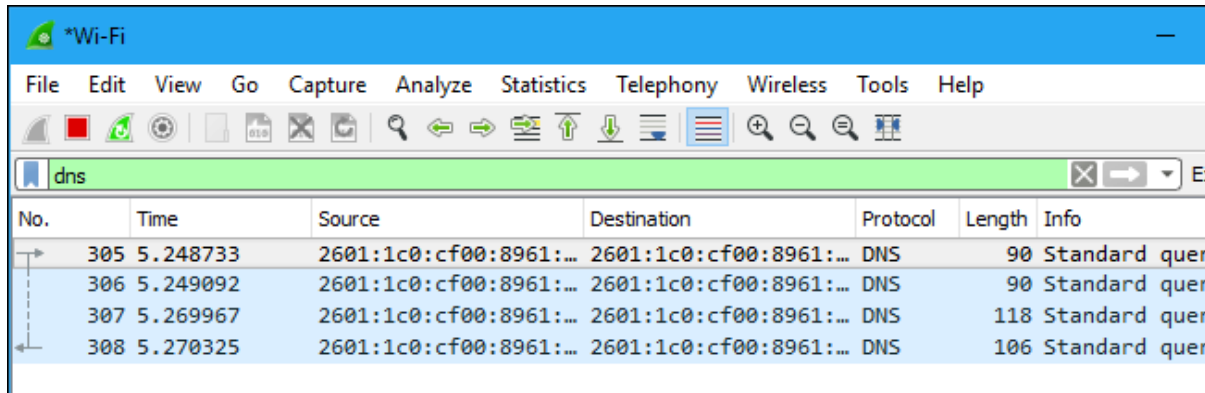 *Wi-Fi
File Edit View Go Capture Analyze Statistics Telephony Wireless Tools Help
dns
No. Time Source Destination Protocol Length Info
305 5.248733 2601:1c0:cf00:8961:… 2601:1c0:cf00:8961:… DNS 90 Standard
306 5.249092 2601:1c0:cf00:8961:… 2601:1c0:cf00:8961:… DNS 90 Standard
307 5.269967 2601:1c0:cf00:8961:… 2601:1c0:cf00:8961:… DNS 118 Standard
308 5.270325 2601:1c0:cf00:8961:… 2601:1c0:cf00:8961:… DNS 106 Standard